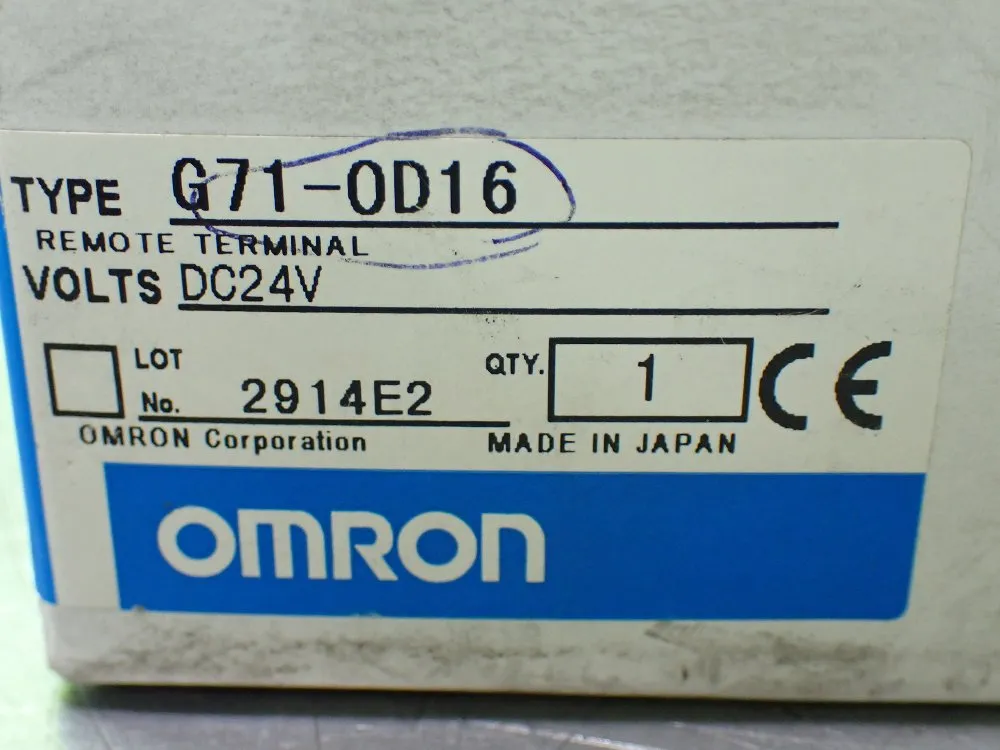 TYPE G71-OD16
REMOTE TERMINAL
VOLTS DC24V
LOT No. 2914E2 QTY. 1 CE
OMRON Corporation MADE IN JAPAN
OMRON